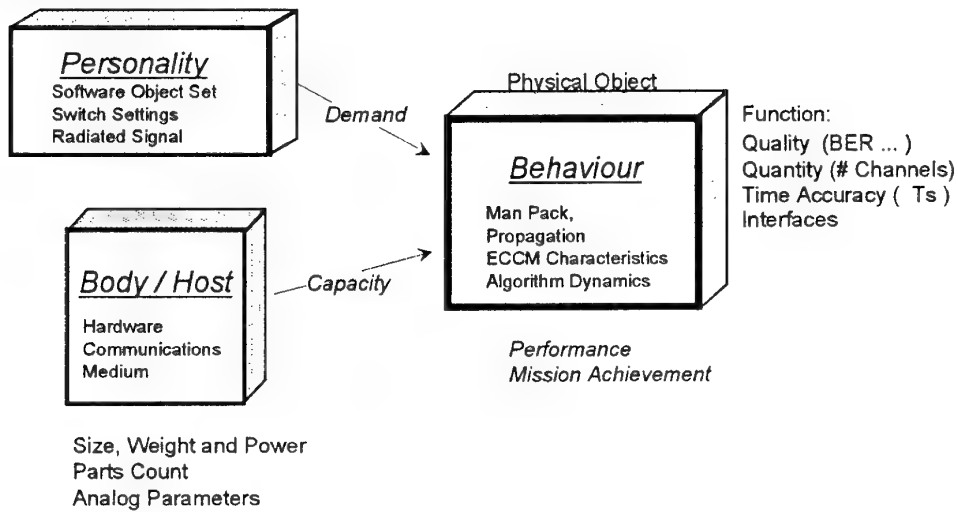 Personality
Software Object Set
Switch Settings
Radiated Signal
Demand
Physical Object
Behaviour
Man Pack,
Propagation
ECCM Characteristics
Algorithm Dynamics
Function:
Quality (BER ... )
Quantity (# Channels)
Time Accuracy ( Ts )
Interfaces
Body / Host
Hardware
Communications
Medium
Capacity
Performance
Mission Achievement
Size, Weight and Power
Parts Count
Analog Parameters